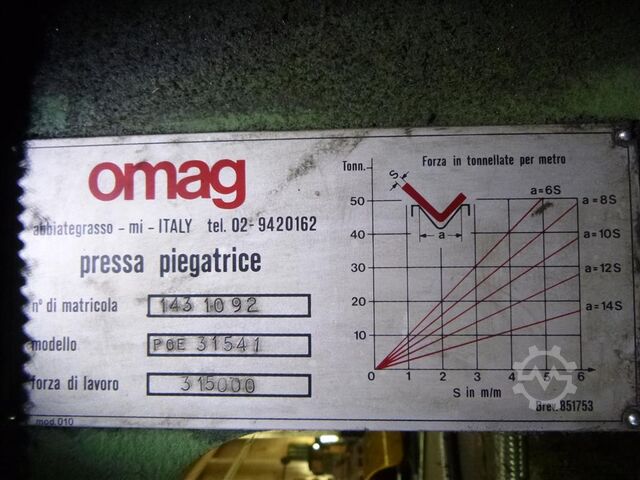 omag
abbiategrasso - mi - ITALY tel. 02-9420162
pressa piegatrice
n° di matricola 1431092
modello PGE 31541
forza di lavoro 315000
mod.010
Tonn. Forza in tonnellate per metro
S
a
50
40
30
20
10
a=6S
a=8S
a=10S
a=12S
a=14S
0 1 2 3 4 5 6
S in m/m
Brev. 851753